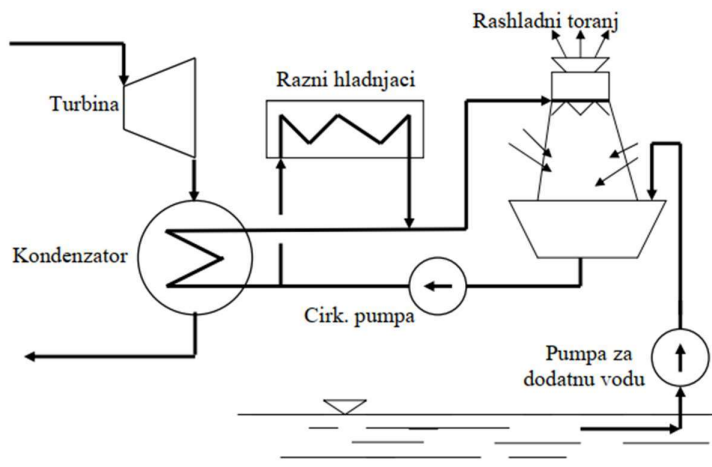 Rashladni toranj
Razni hladnjaci
Turbina
Kondenzator
Cirk. pumpa
Pumpa za
dodatnu vodu